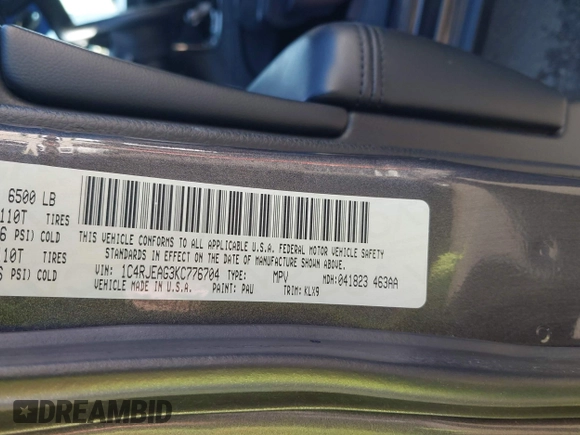 6500 LB
110T TIRES
6 PSI) COLD
10T TIRES
6 PSI) COLD
THIS VEHICLE CONFORMS TO ALL APPLICABLE U.S.A. FEDERAL MOTOR VEHICLE SAFETY
STANDARDS IN EFFECT ON THE DATE OF MANUFACTURE SHOWN ABOVE.
VIN: 1C4RJEAG3KC776704 TYPE: MPV MDH: 041823 463AA
VEHICLE MADE IN U.S.A. PAINT: PAU TRIM: KLX9
DREAMBID